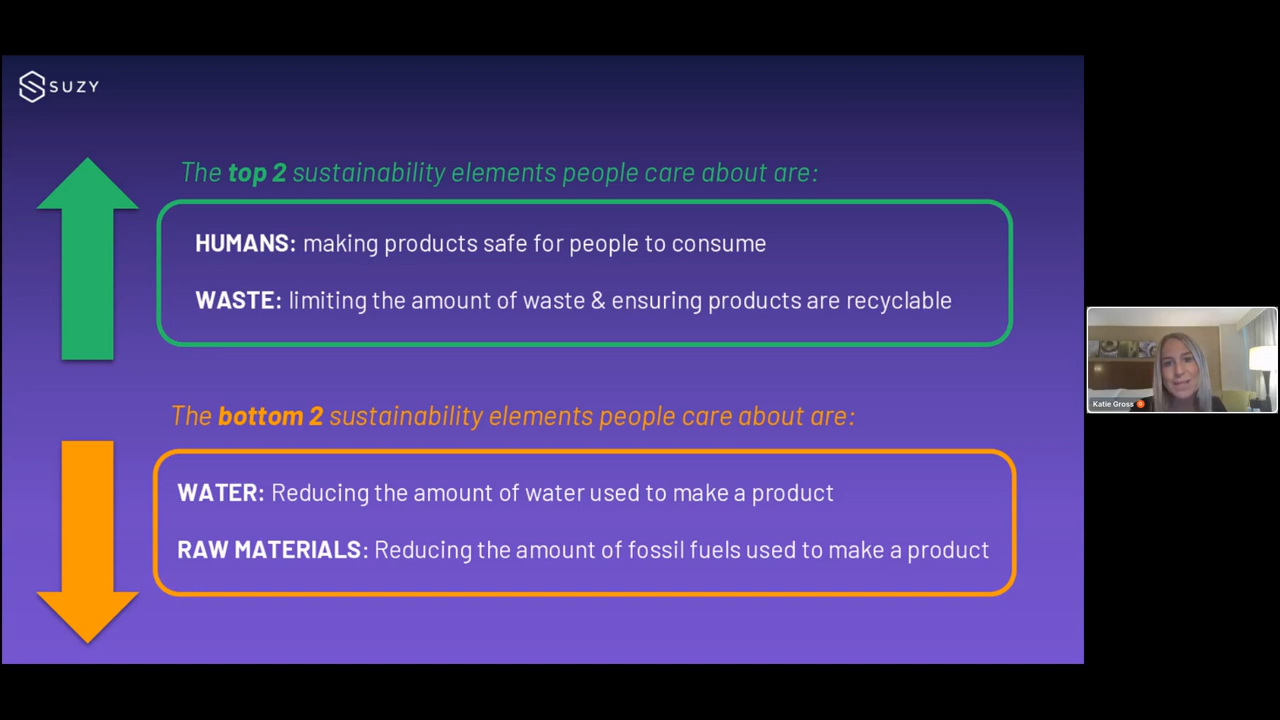 SUZY
The top 2 sustainability elements people care about are:
HUMANS: making products safe for people to consume
WASTE: limiting the amount of waste & ensuring products are recyclable
The bottom 2 sustainability elements people care about are:
WATER: Reducing the amount of water used to make a product
RAW MATERIALS: Reducing the amount of fossil fuels used to make a product
Katie Gross